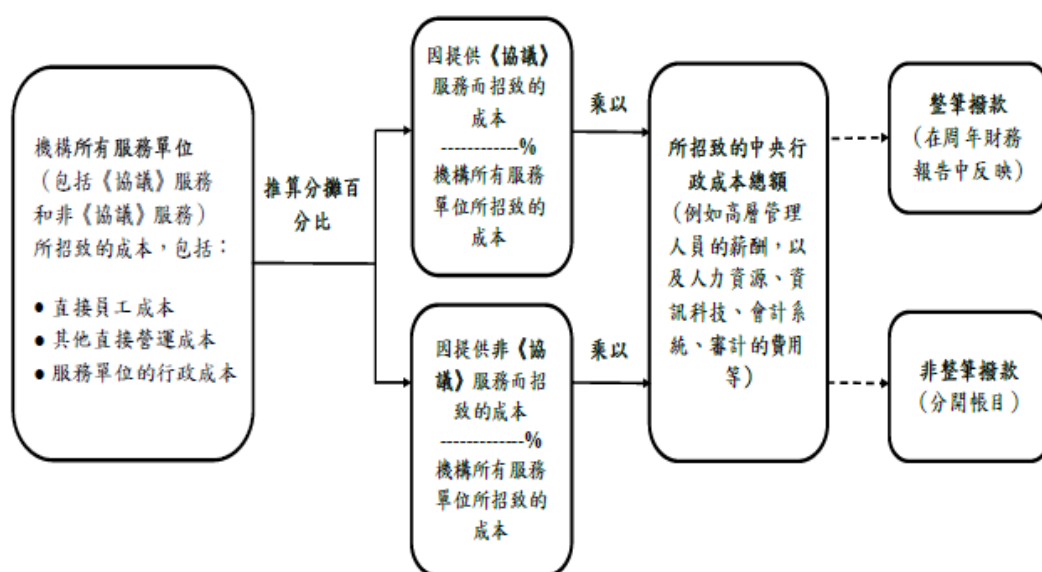 機構所有服務單位
（包括《協議》服務
和非《協議》服務）
所招致的成本，包括：
● 直接員工成本
● 其他直接營運成本
● 服務單位的行政成本
推算分攤百
分比
因提供《協議》
服務而招致的
成本
------------%
機構所有服務
單位所招致的
成本
乘以
因提供非《協
議》服務而招
致的成本
-------------%
機構所有服務
單位所招致的
成本
乘以
所招致的中央行
政成本總額
（例如高層管理
人員的薪酬，以
及人力資源、資
訊科技、會計系
統、審計的費用
等）
整筆撥款
（在周年財務
報告中反映）
非整筆撥款
（分開帳目）